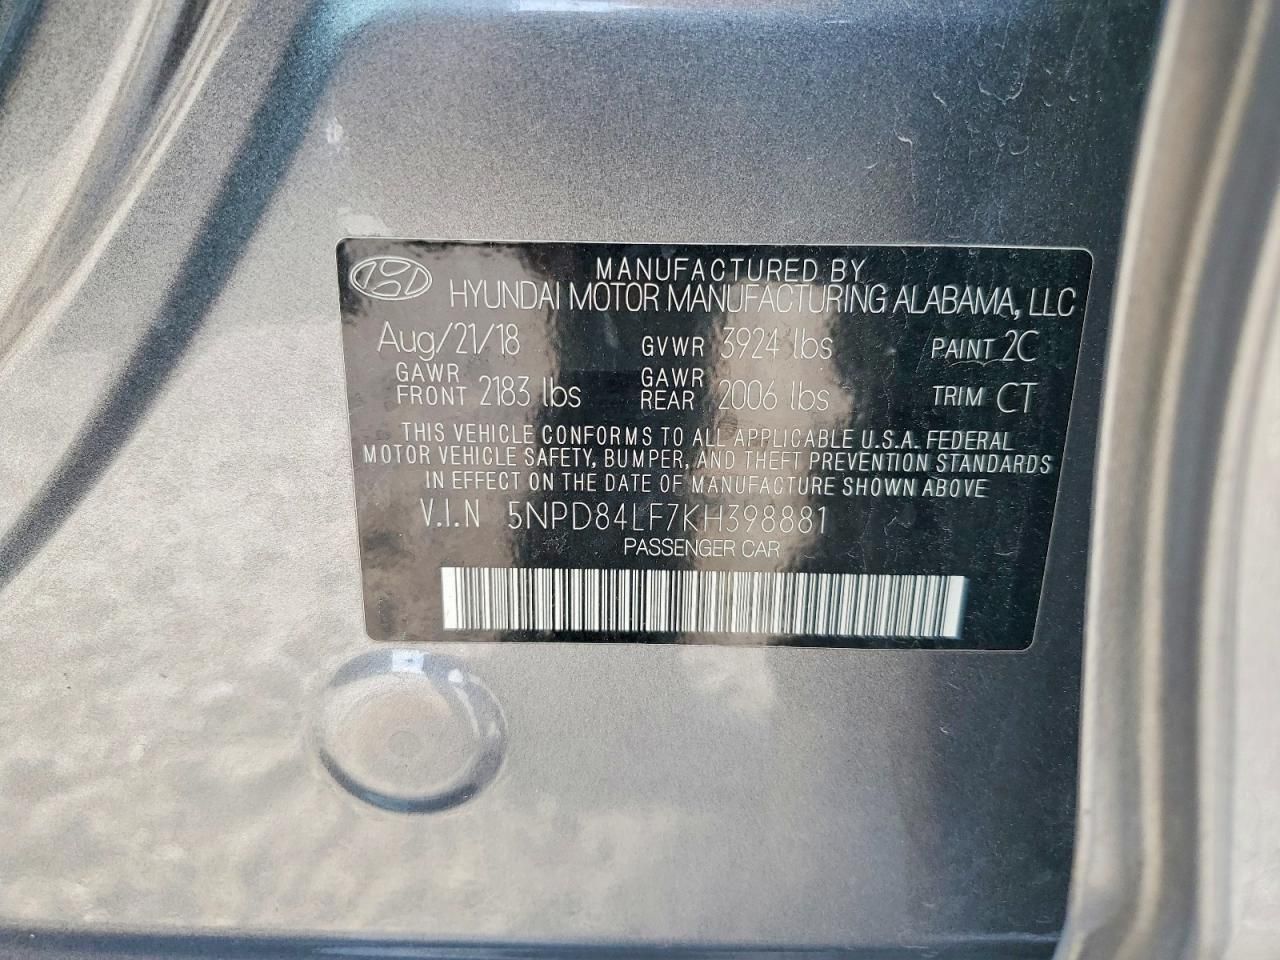 MANUFACTURED BY
HYUNDAI MOTOR MANUFACTURING ALABAMA, LLC
Aug/21/18 GVWR 3924 lbs PAINT 2C
GAWR FRONT 2183 lbs GAWR REAR 2006 lbs TRIM CT
THIS VEHICLE CONFORMS TO ALL APPLICABLE U.S.A. FEDERAL
MOTOR VEHICLE SAFETY, BUMPER, AND THEFT PREVENTION STANDARDS
IN EFFECT ON THE DATE OF MANUFACTURE SHOWN ABOVE
V.I.N 5NPD84LF7KH398881
PASSENGER CAR